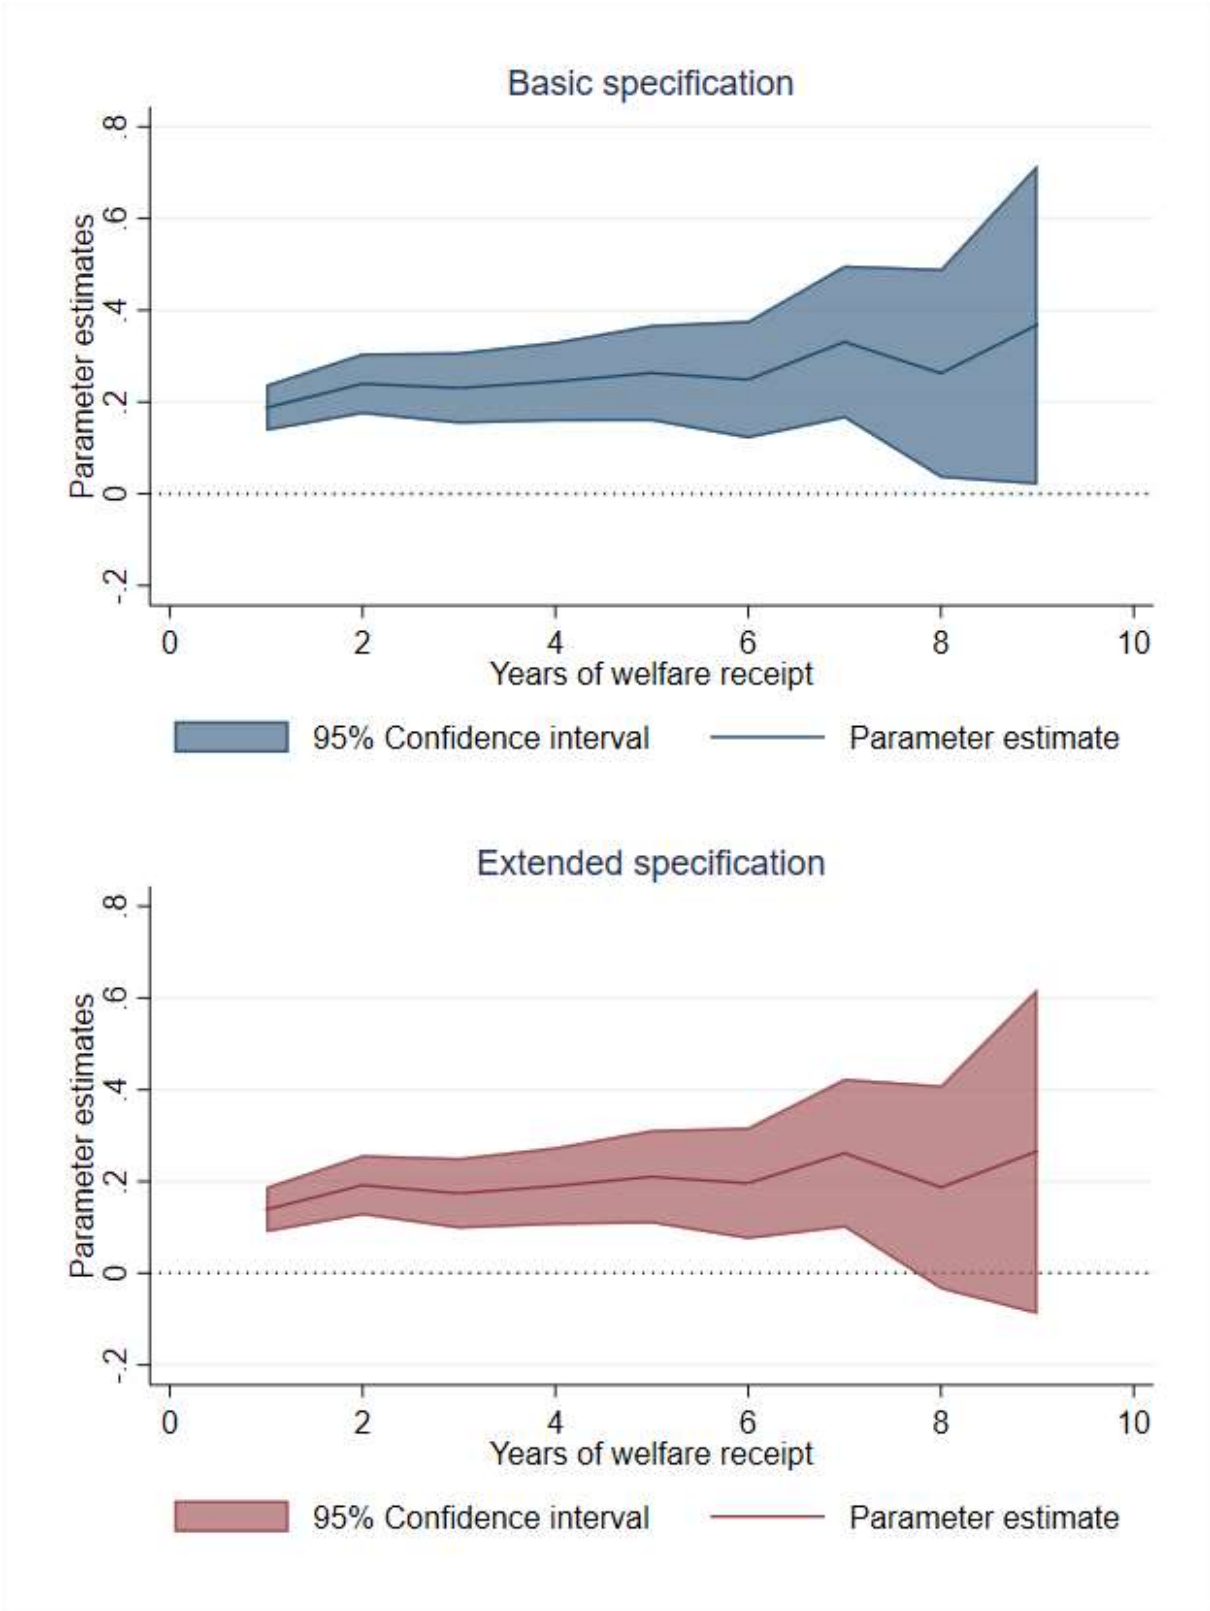 Basic specification
Parameter estimates
.8
.6
.4
.2
0
-.2
0 2 4 6 8 10
Years of welfare receipt
95% Confidence interval Parameter estimate
Extended specification
Parameter estimates
.8
.6
.4
.2
0
-.2
0 2 4 6 8 10
Years of welfare receipt
95% Confidence interval Parameter estimate